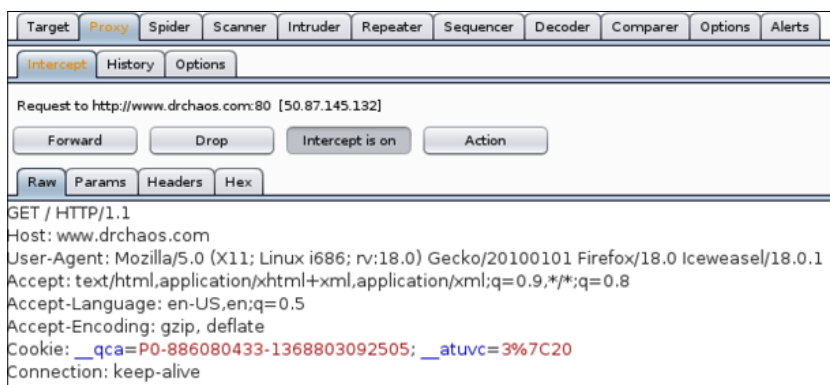 Target Proxy Spider Scanner Intruder Repeater Sequencer Decoder Comparer Options Alerts
Intercept History Options
Request to http://www.drchaos.com:80 [50.87.145.132]
Forward Drop Intercept is on Action
Raw Params Headers Hex
GET / HTTP/1.1
Host: www.drchaos.com
User-Agent: Mozilla/5.0 (X11; Linux i686; rv:18.0) Gecko/20100101 Firefox/18.0 Iceweasel/18.0.1
Accept: text/html,application/xhtml+xml,application/xml;q=0.9,*/*;q=0.8
Accept-Language: en-US,en;q=0.5
Accept-Encoding: gzip, deflate
Cookie: __qca=P0-886080433-1368803092505; __atuvc=3%7C20
Connection: keep-alive